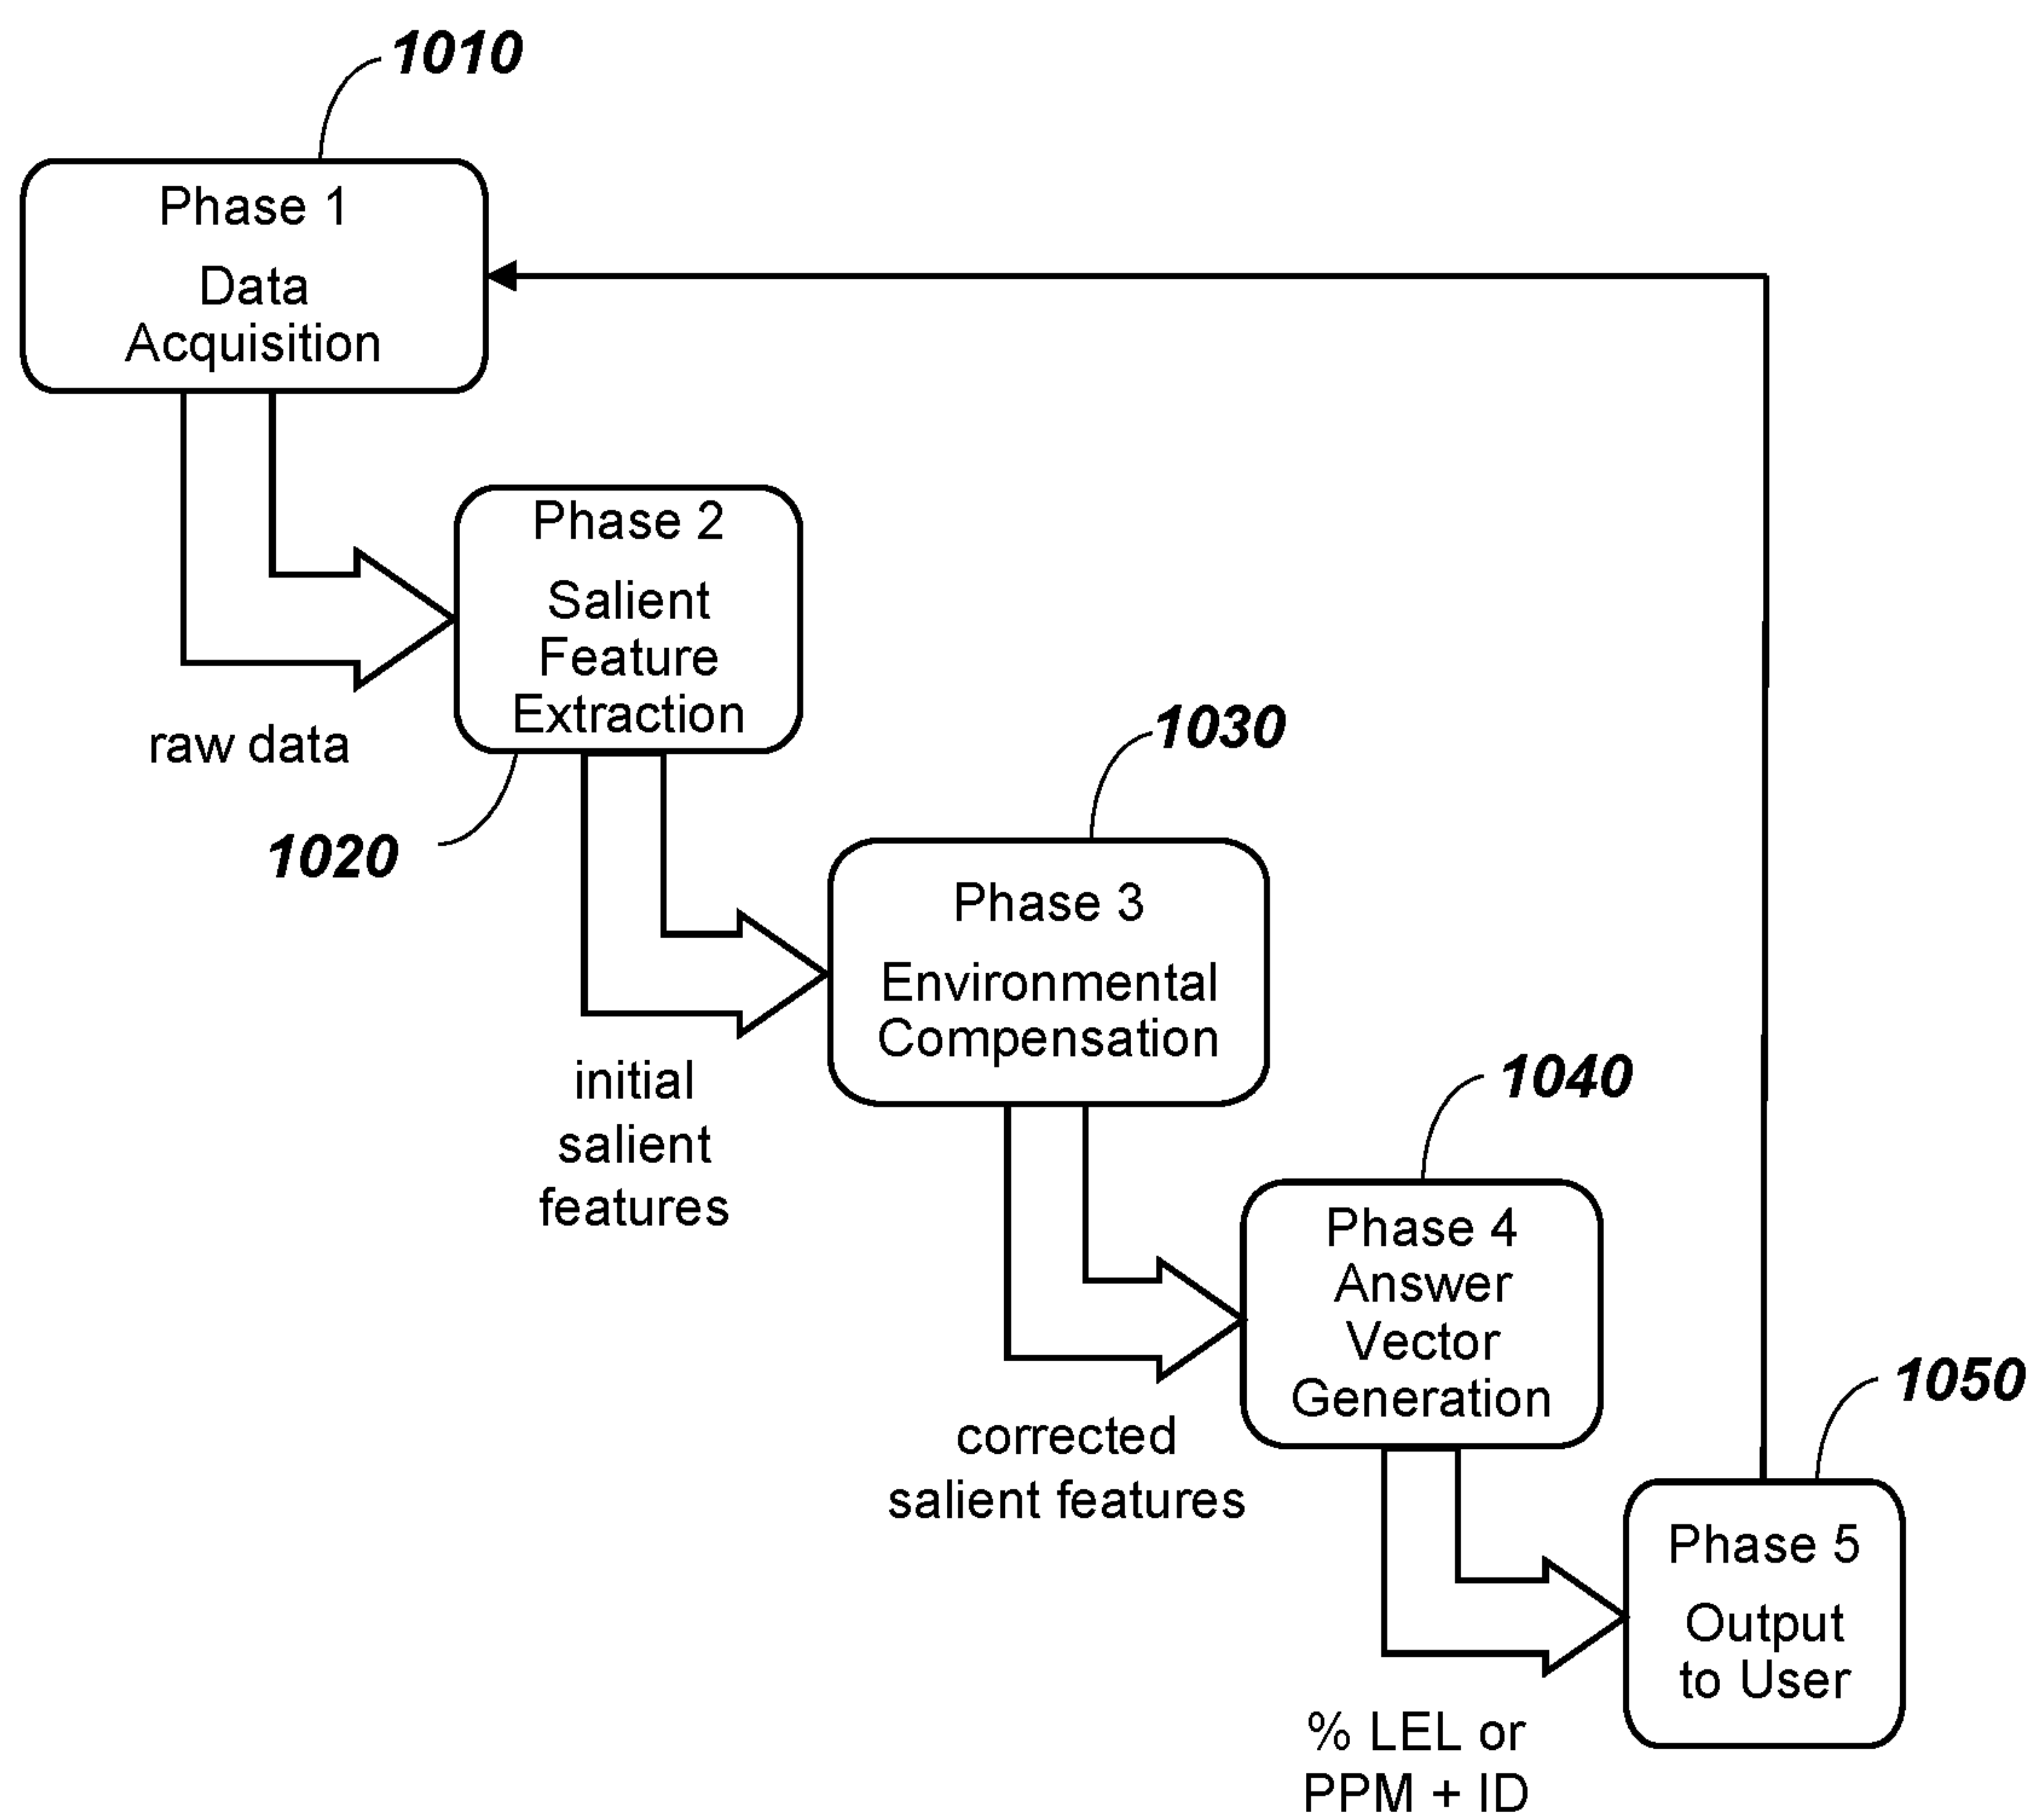 1010
Phase 1
Data
Acquisition
raw data
Phase 2
Salient
Feature
Extraction
1020
initial
salient
features
1030
Phase 3
Environmental
Compensation
corrected
salient features
1040
Phase 4
Answer
Vector
Generation
% LEL or
PPM + ID
1050
Phase 5
Output
to User